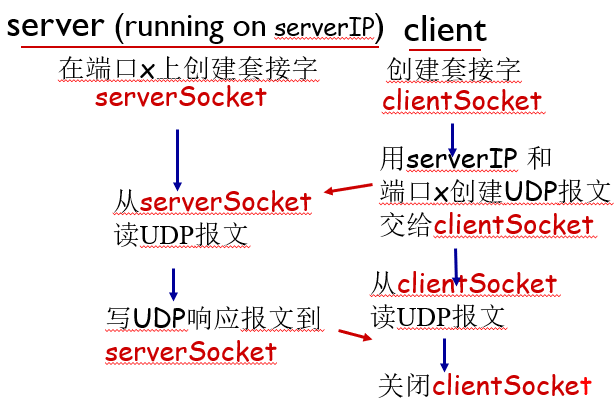 server (running on serverIP)
在端口x上创建套接字
serverSocket
从serverSocket
读UDP报文
写UDP响应报文到
serverSocket
client
创建套接字
clientSocket
用serverIP 和
端口x创建UDP报文
交给clientSocket
从clientSocket
读UDP报文
关闭clientSocket